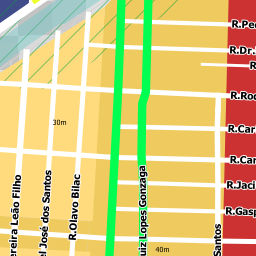 R.Pe
R.Dr.
R
R.Roc
R.Car
R.Car
R.Jaci
R.Gasp
30m
40m
ereira Leão Filho
el José dos Santos
R.Olavo Bilac
uiz Lopes Gonzaga
Santos